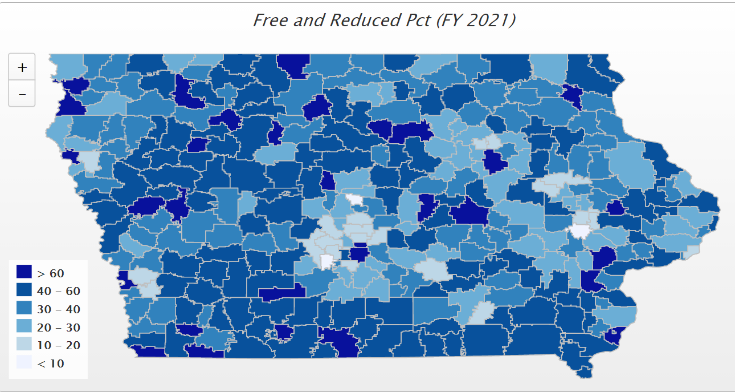 Free and Reduced Pct (FY 2021)
+
–
> 60
40 – 60
30 – 40
20 – 30
10 – 20
< 10